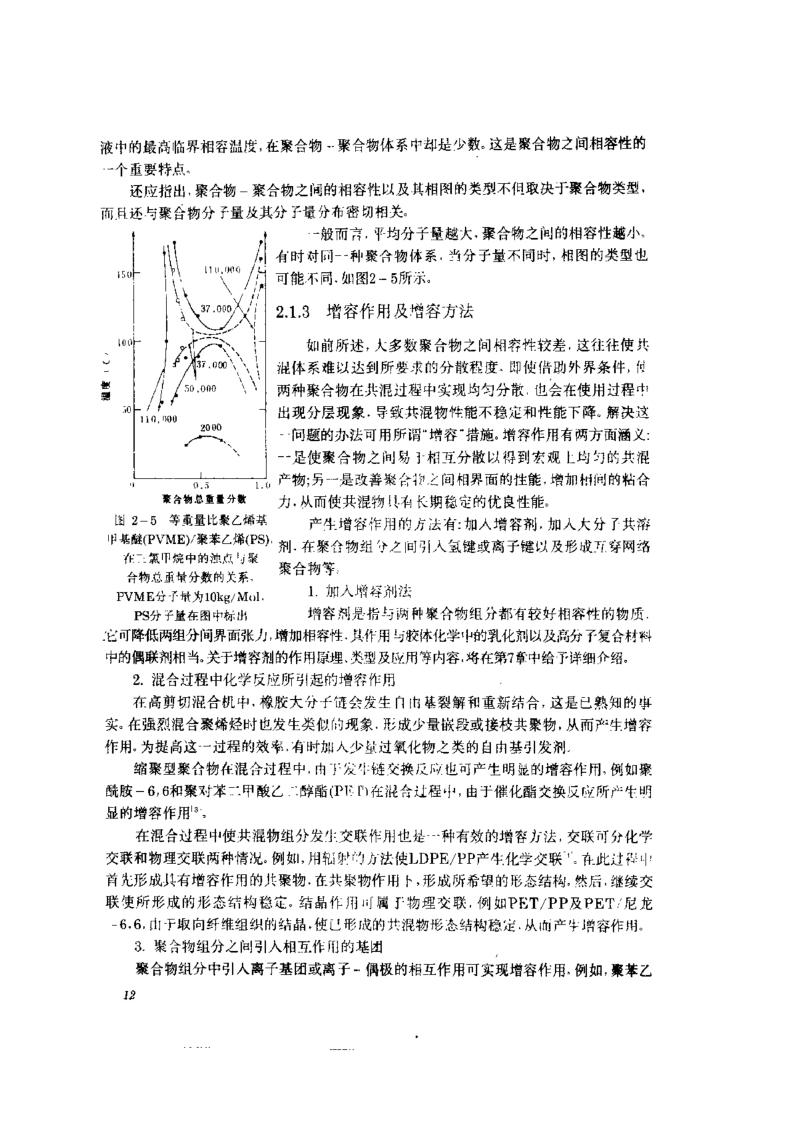 液中的最高临界相容温度,在聚合物-聚合物体系中却是少数。这是聚合物之间相容性的
一个重要特点。
还应指出,聚合物-聚合物之间的相容性以及其相图的类型不但取决于聚合物类型,
而且还与聚合物分子量及其分子量分布密切相关。
一般而言,平均分子量越大,聚合物之间的相容性越小。
有时对同一种聚合物体系,当分子量不同时,相图的类型也
可能不同,如图2-5所示。
2.1.3 增容作用及增容方法
如前所述,大多数聚合物之间相容性较差,这往往使共
混体系难以达到所要求的分散程度。即使借助外界条件,使
两种聚合物在共混过程中实现均匀分散,也会在使用过程中
出现分层现象,导致共混物性能不稳定和性能下降。解决这
一问题的办法可用所谓“增容”措施。增容作用有两方面涵义:
一是使聚合物之间易于相互分散以得到宏观上均匀的共混
产物;另一是改善聚合物之间相界面的性能,增加相间的粘合
力,从而使共混物具有长期稳定的优良性能。
产生增容作用的方法有:加入增容剂,加入大分子共溶
剂,在聚合物组分之间引入氢键或离子键以及形成互穿网络
聚合物等。
1. 加入增容剂法
增容剂是指与两种聚合物组分都有较好相容性的物质,
150
100
50
温度(℃)
110,000
37,000
37,000
50,000
110,000
2000
0
0.5
1.0
聚合物总重量分数
图 2-5 等重量比聚乙烯基
甲基醚(PVME)/聚苯乙烯(PS)
在三氯甲烷中的浊点与聚
合物总重量分数的关系,
PVME分子量为10kg/Mol,
PS分子量在图中标出
它可降低两组分间界面张力,增加相容性,其作用与胶体化学中的乳化剂以及高分子复合材料
中的偶联剂相当。关于增容剂的作用原理、类型及应用等内容,将在第7章中给予详细介绍。
2. 混合过程中化学反应所引起的增容作用
在高剪切混合机中,橡胶大分子链会发生自由基裂解和重新结合,这是已熟知的事
实。在强烈混合聚烯烃时也发生类似的现象,形成少量嵌段或接枝共聚物,从而产生增容
作用。为提高这一过程的效率,有时加入少量过氧化物之类的自由基引发剂。
缩聚型聚合物在混合过程中,由于发生链交换反应也可产生明显的增容作用,例如聚
酰胺-6,6和聚对苯二甲酸乙二醇酯(PET)在混合过程中,由于催化酯交换反应所产生明
显的增容作用[3]。
在混合过程中使共混物组分发生交联作用也是一种有效的增容方法,交联可分化学
交联和物理交联两种情况。例如,用辐射的方法使LDPE/PP产生化学交联。在此过程中
首先形成具有增容作用的共聚物,在共聚物作用下,形成所希望的形态结构,然后,继续交
联使所形成的形态结构稳定。结晶作用可属于物理交联,例如PET/PP及PET/尼龙
-6,6,由于取向纤维组织的结晶,使已形成的共混物形态结构稳定,从而产生增容作用。
3. 聚合物组分之间引入相互作用的基团
聚合物组分中引入离子基团或离子-偶极的相互作用可实现增容作用,例如,聚苯乙
12